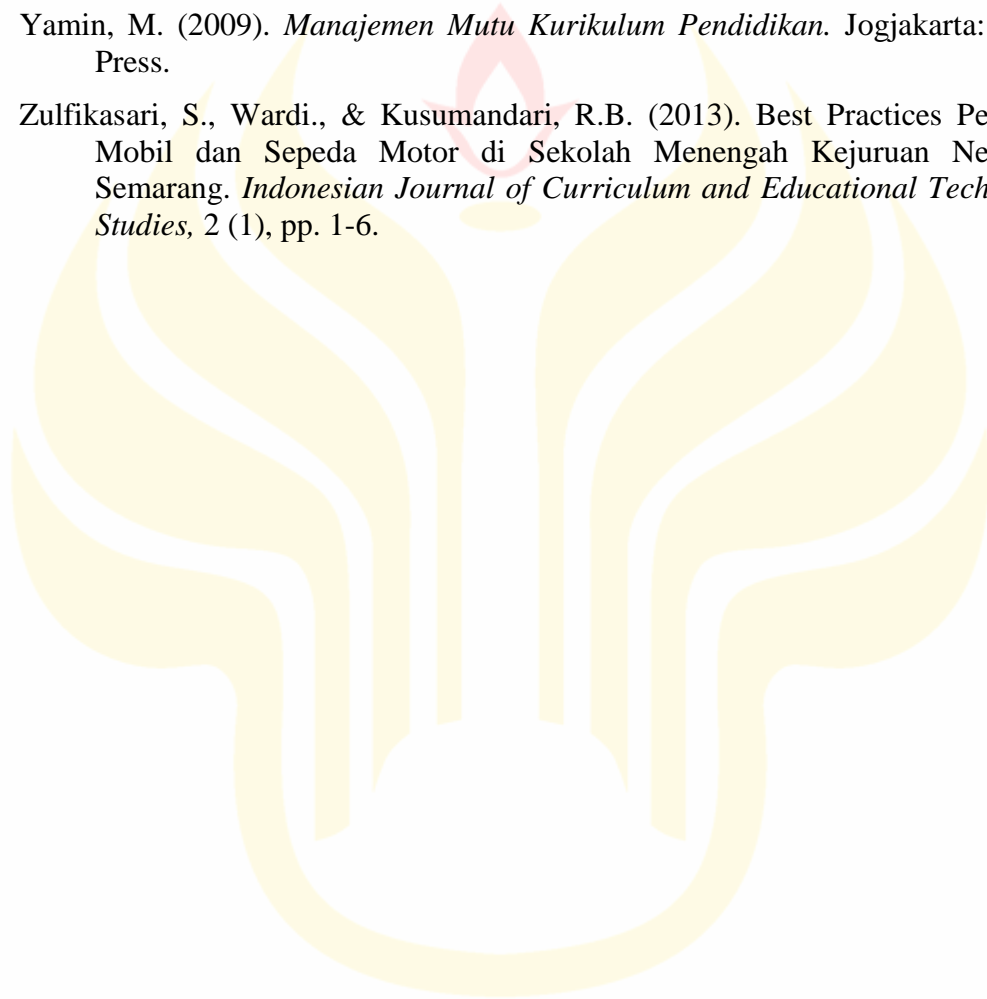 Yamin, M. (2009). Manajemen Mutu Kurikulum Pendidikan. Jogjakarta:
Press.
Zulfikasari, S., Wardi., & Kusumandari, R.B. (2013). Best Practices Pe
Mobil dan Sepeda Motor di Sekolah Menengah Kejuruan Ne
Semarang. Indonesian Journal of Curriculum and Educational Tech
Studies, 2 (1), pp. 1-6.